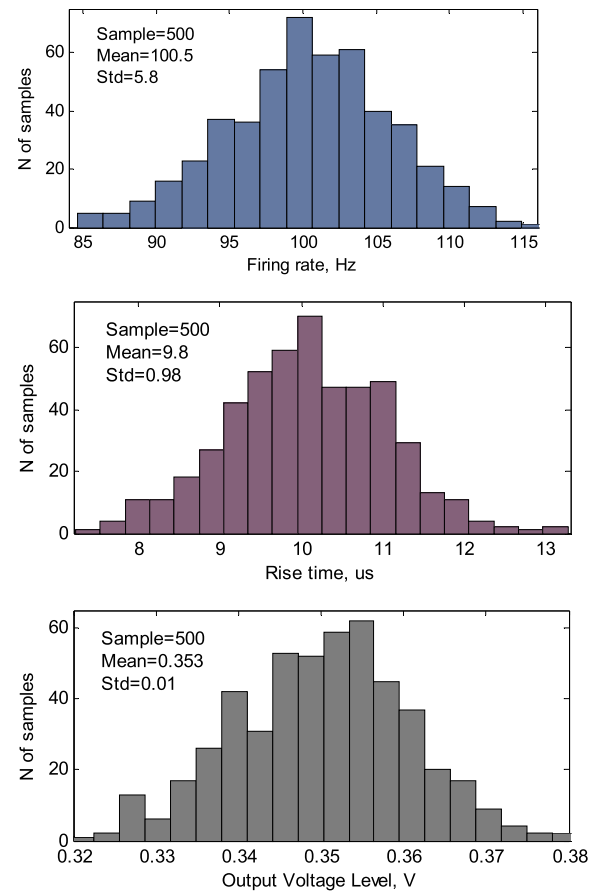 Sample=500
Mean=100.5
Std=5.8
N of samples
60
40
20
0
85 90 95 100 105 110 115
Firing rate, Hz
Sample=500
Mean=9.8
Std=0.98
N of samples
60
40
20
0
8 9 10 11 12 13
Rise time, us
Sample=500
Mean=0.353
Std=0.01
N of samples
60
40
20
0
0.32 0.33 0.34 0.35 0.36 0.37 0.38
Output Voltage Level, V